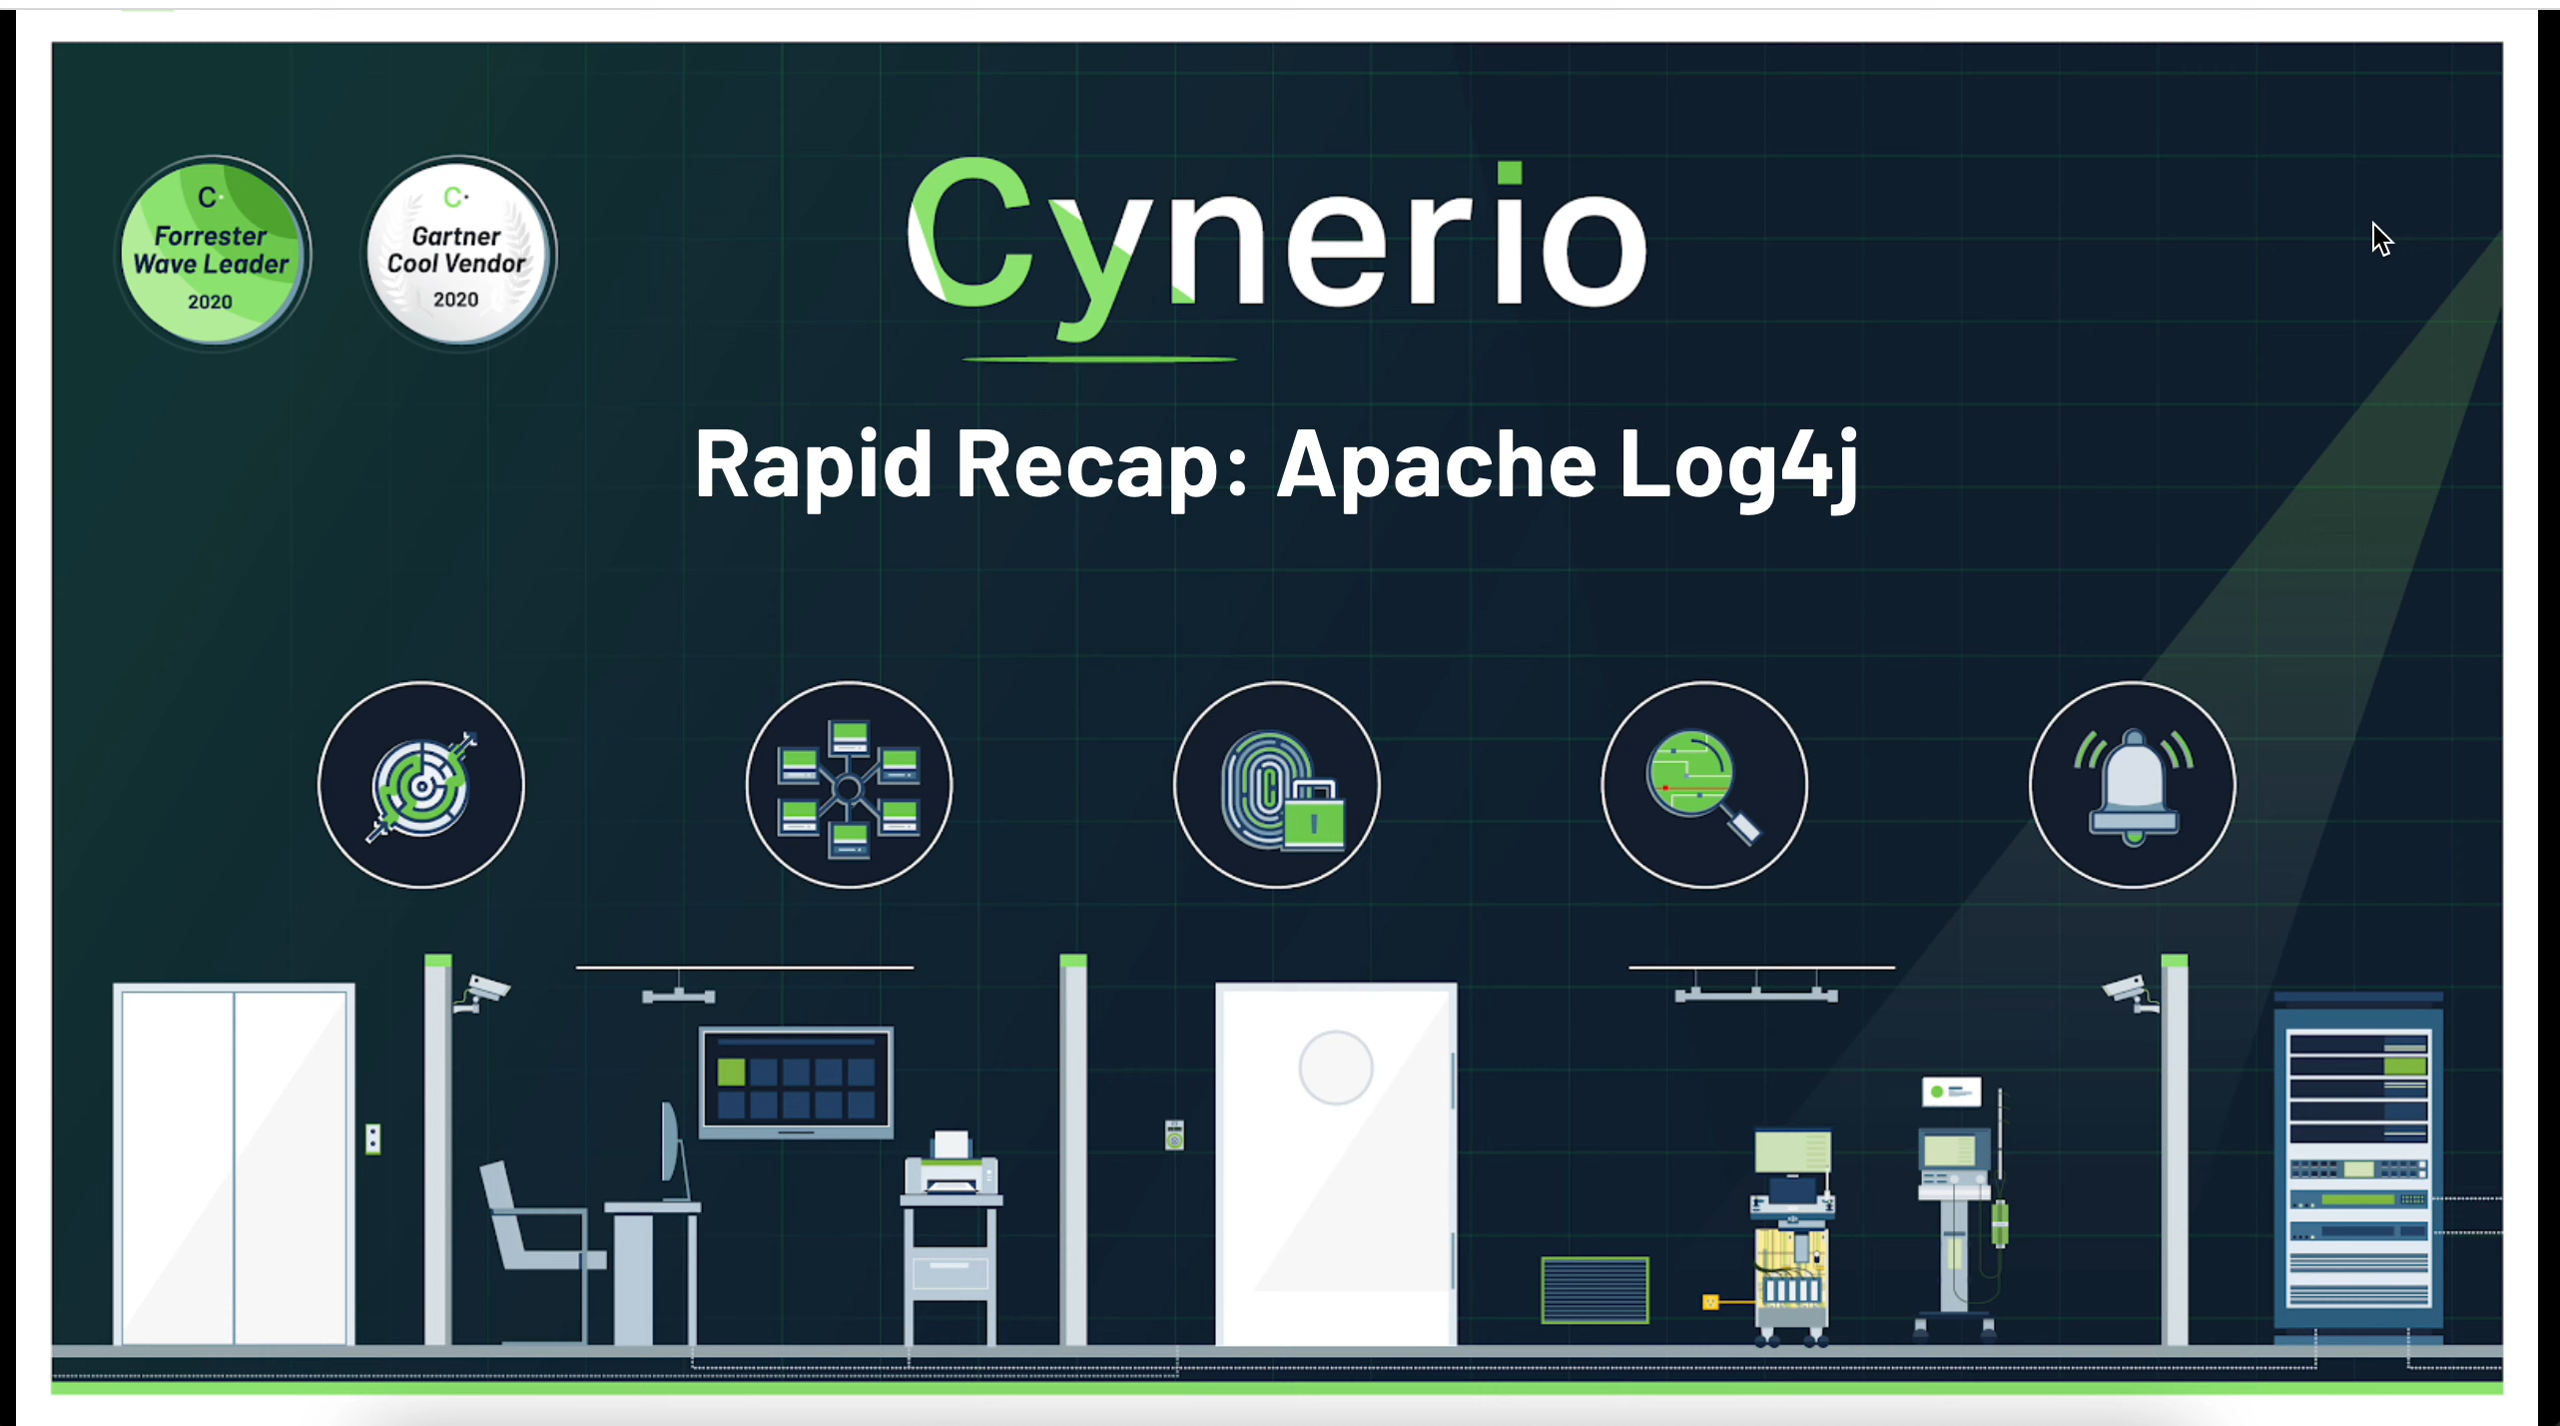 C·
Forrester
Wave Leader
2020
C·
Gartner
Cool Vendor
2020
Cynerio
Rapid Recap: Apache Log4j